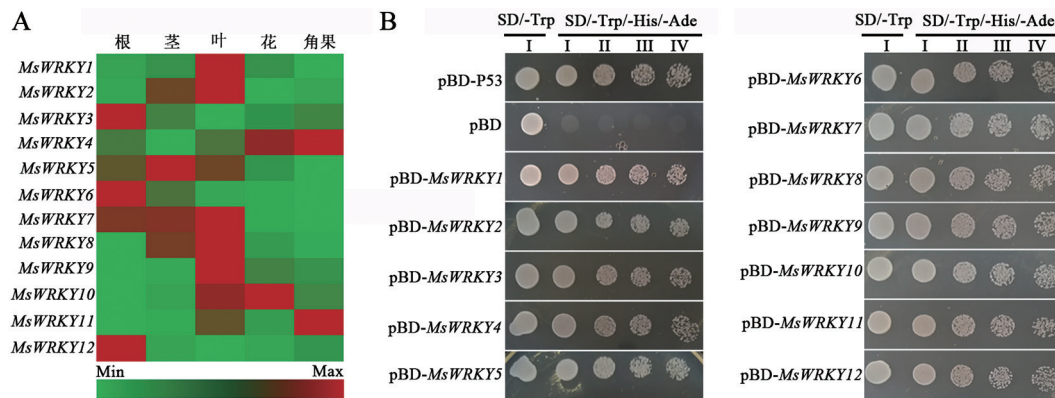 A
根 茎 叶 花 角果
MsWRKY1
MsWRKY2
MsWRKY3
MsWRKY4
MsWRKY5
MsWRKY6
MsWRKY7
MsWRKY8
MsWRKY9
MsWRKY10
MsWRKY11
MsWRKY12
Min Max
B
SD/-Trp SD/-Trp/-His/-Ade
I I II III IV
pBD-P53
pBD
pBD-MsWRKY1
pBD-MsWRKY2
pBD-MsWRKY3
pBD-MsWRKY4
pBD-MsWRKY5
SD/-Trp SD/-Trp/-His/-Ade
I I II III IV
pBD-MsWRKY6
pBD-MsWRKY7
pBD-MsWRKY8
pBD-MsWRKY9
pBD-MsWRKY10
pBD-MsWRKY11
pBD-MsWRKY12